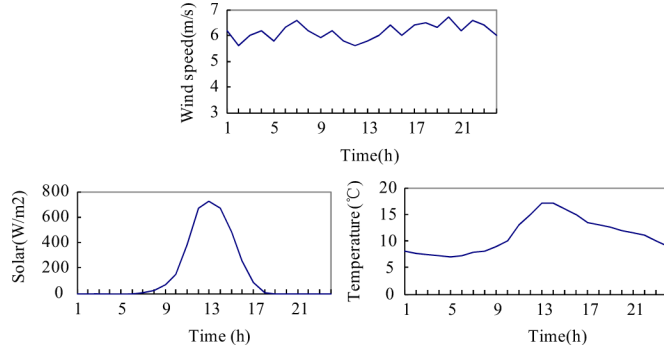 Wind speed(m/s)
7
6
5
4
3
1 5 9 13 17 21
Time(h)
Solar(W/m2)
800
600
400
200
0
1 5 9 13 17 21
Time (h)
Temperature(℃)
20
15
10
5
0
1 5 9 13 17 21
Time(h)